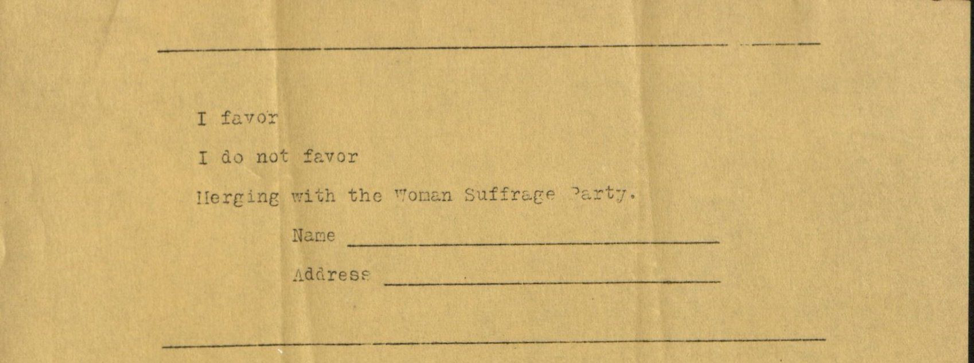 I favor
I do not favor
Merging with the Woman Suffrage Party.
Name
Address